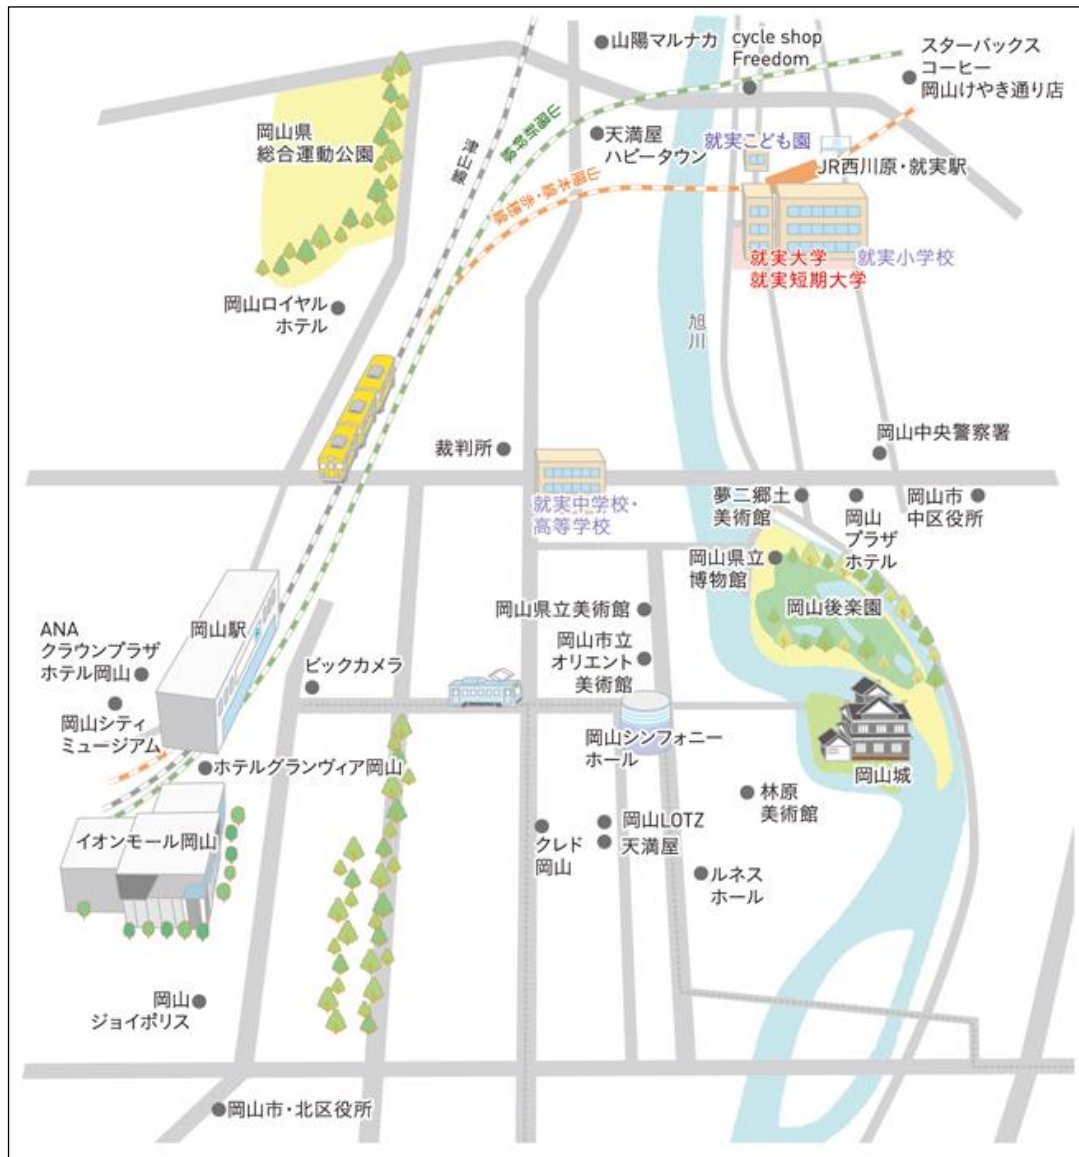 山陽マルナカ
cycle shop
Freedom
スターバックス
コーヒー
岡山けやき通り店
岡山県
総合運動公園
津山線
山陽新幹線
天満屋
ハピータウン
就実こども園
JR西川原・就実駅
山陽本線・赤穂線
就実大学
就実短期大学
就実小学校
岡山ロイヤル
ホテル
旭川
裁判所
岡山中央警察署
就実中学校・
高等学校
夢二郷土
美術館
岡山
プラザ
ホテル
岡山市
中区役所
岡山県立
博物館
岡山後楽園
岡山県立美術館
岡山市立
オリエント
美術館
岡山駅
ANA
クラウンプラザ
ホテル岡山
ビックカメラ
岡山シティ
ミュージアム
岡山シンフォニー
ホール
岡山城
ホテルグランヴィア岡山
林原
美術館
イオンモール岡山
クレド
岡山
岡山LOTZ
天満屋
ルネス
ホール
岡山
ジョイポリス
岡山市・北区役所